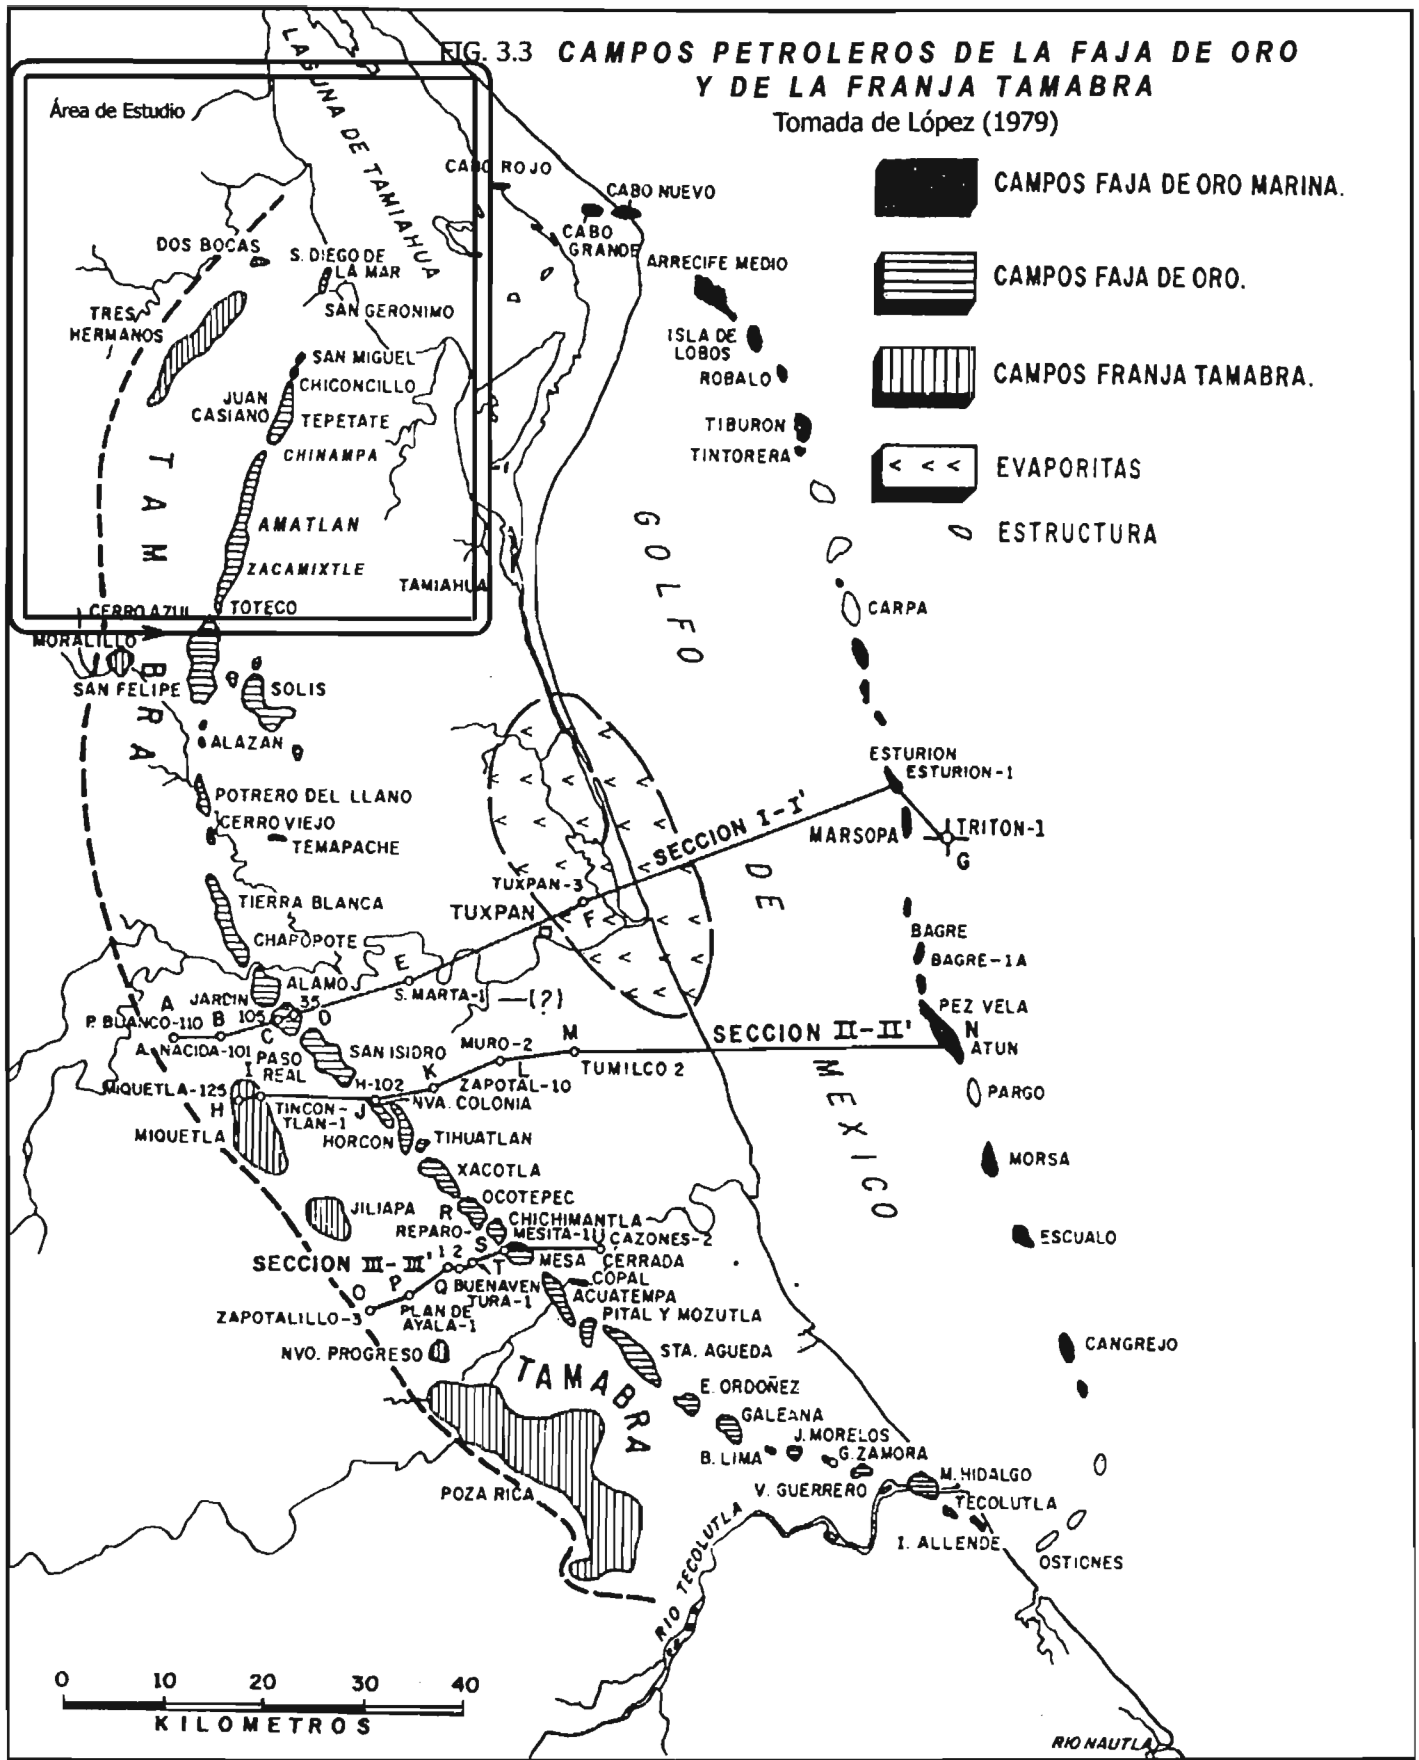 FIG. 3.3 CAMPOS PETROLEROS DE LA FAJA DE ORO
Y DE LA FRANJA TAMABRA
Tomada de López (1979)
Área de Estudio
LAGUNA DE TAMIAHUA
CAMPOS FAJA DE ORO MARINA.
CAMPOS FAJA DE ORO.
CAMPOS FRANJA TAMABRA.
< < <
EVAPORITAS
ESTRUCTURA
CABO ROJO
CABO NUEVO
CABO
GRANDE
ARRECIFE MEDIO
DOS BOCAS
S. DIEGO DE
LA MAR
SAN GERONIMO
TRES
HERMANOS
ISLA DE
LOBOS
ROBALO
SAN MIGUEL
CHICONCILLO
JUAN
CASIANO
TEPETATE
TIBURON
TINTORERA
CHINAMPA
AMATLAN
ZACAMIXTLE
TAMIAHUA
CERRO AZUL
TOTECO
CARPA
MORALILLO
SAN FELIPE
SOLIS
TAMABRA
GOLFO
DE
MEXICO
ALAZAN
POTRERO DEL LLANO
CERRO VIEJO
TEMAPACHE
ESTURION
ESTURION-1
MARSOPA
TRITON-1
G
SECCION I-I'
TUXPAN-3
TUXPAN
F
TIERRA BLANCA
CHAPOPOTE
BAGRE
BAGRE-1A
ALAMO
E
S. MARTA-1
(?)
JARDIN
35
A
P. BLANCO-110
B
105
D
C
A. NACIDA-101
PASO
REAL
SAN ISIDRO
PEZ VELA
N
ATUN
SECCION II-II'
MURO-2
M
L
TUMILCO 2
K
ZAPOTAL-10
I
MIQUETLA-125
H
TINCON-
TLAN-1
H-102
J
NVA. COLONIA
PARGO
MIQUETLA
HORCON
TIHUATLAN
MORSA
XACOTLA
JILIAPA
OCOTEPEC
R
CHICHIMANTLA
REPARO-
MESITA-1
U
CAZONES-2
ESCUALO
SECCION III-III'
1 2
S
T
MESA
CERRADA
O
P
Q
BUENAVEN
TURA-1
COPAL
ACUATEMPA
ZAPOTALILLO-3
PLAN DE
AYALA-1
PITAL Y MOZUTLA
NVO. PROGRESO
STA. AGUEDA
CANGREJO
TAMABRA
E. ORDOÑEZ
GALEANA
J. MORELOS
B. LIMA
G. ZAMORA
POZA RICA
V. GUERRERO
M. HIDALGO
TECOLUTLA
I. ALLENDE
OSTIONES
RIO TECOLUTLA
0 10 20 30 40
KILOMETROS
RIO NAUTLA